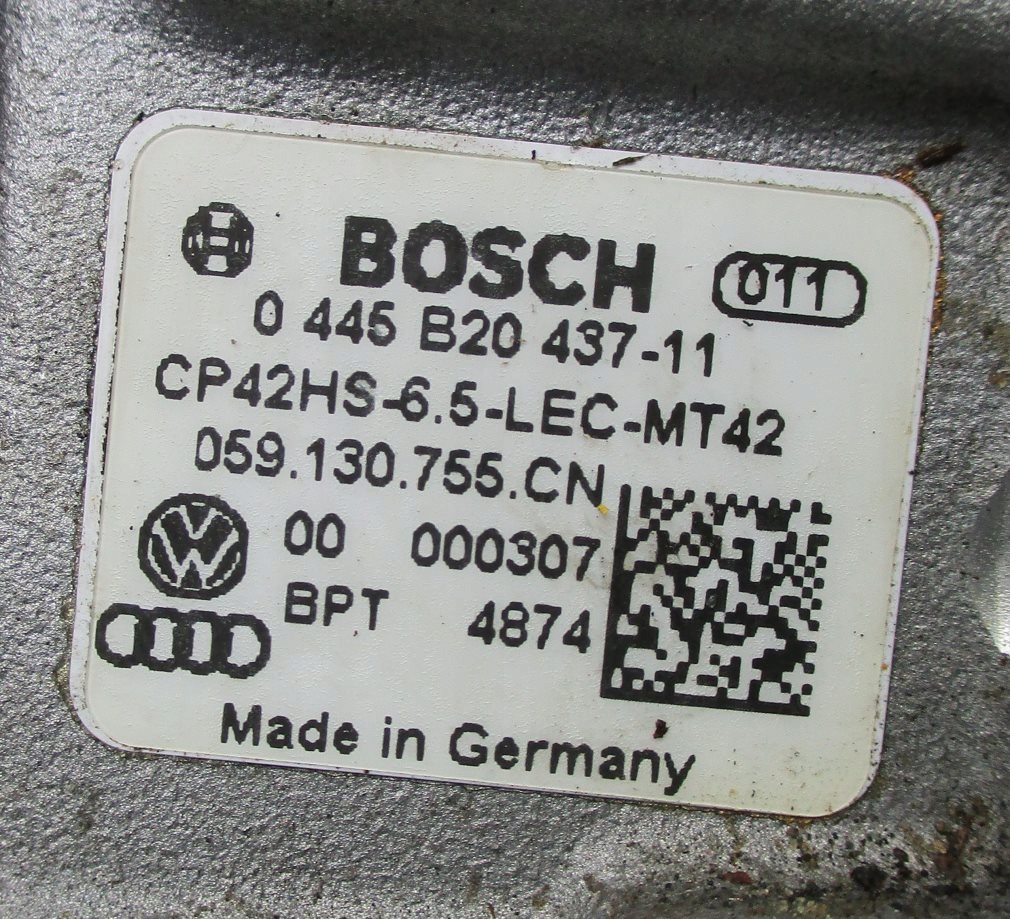 BOSCH 011
0 445 B20 437-11
CP42HS-6.5-LEC-MT42
059.130.755.CN
00 000307
BPT 4874
Made in Germany